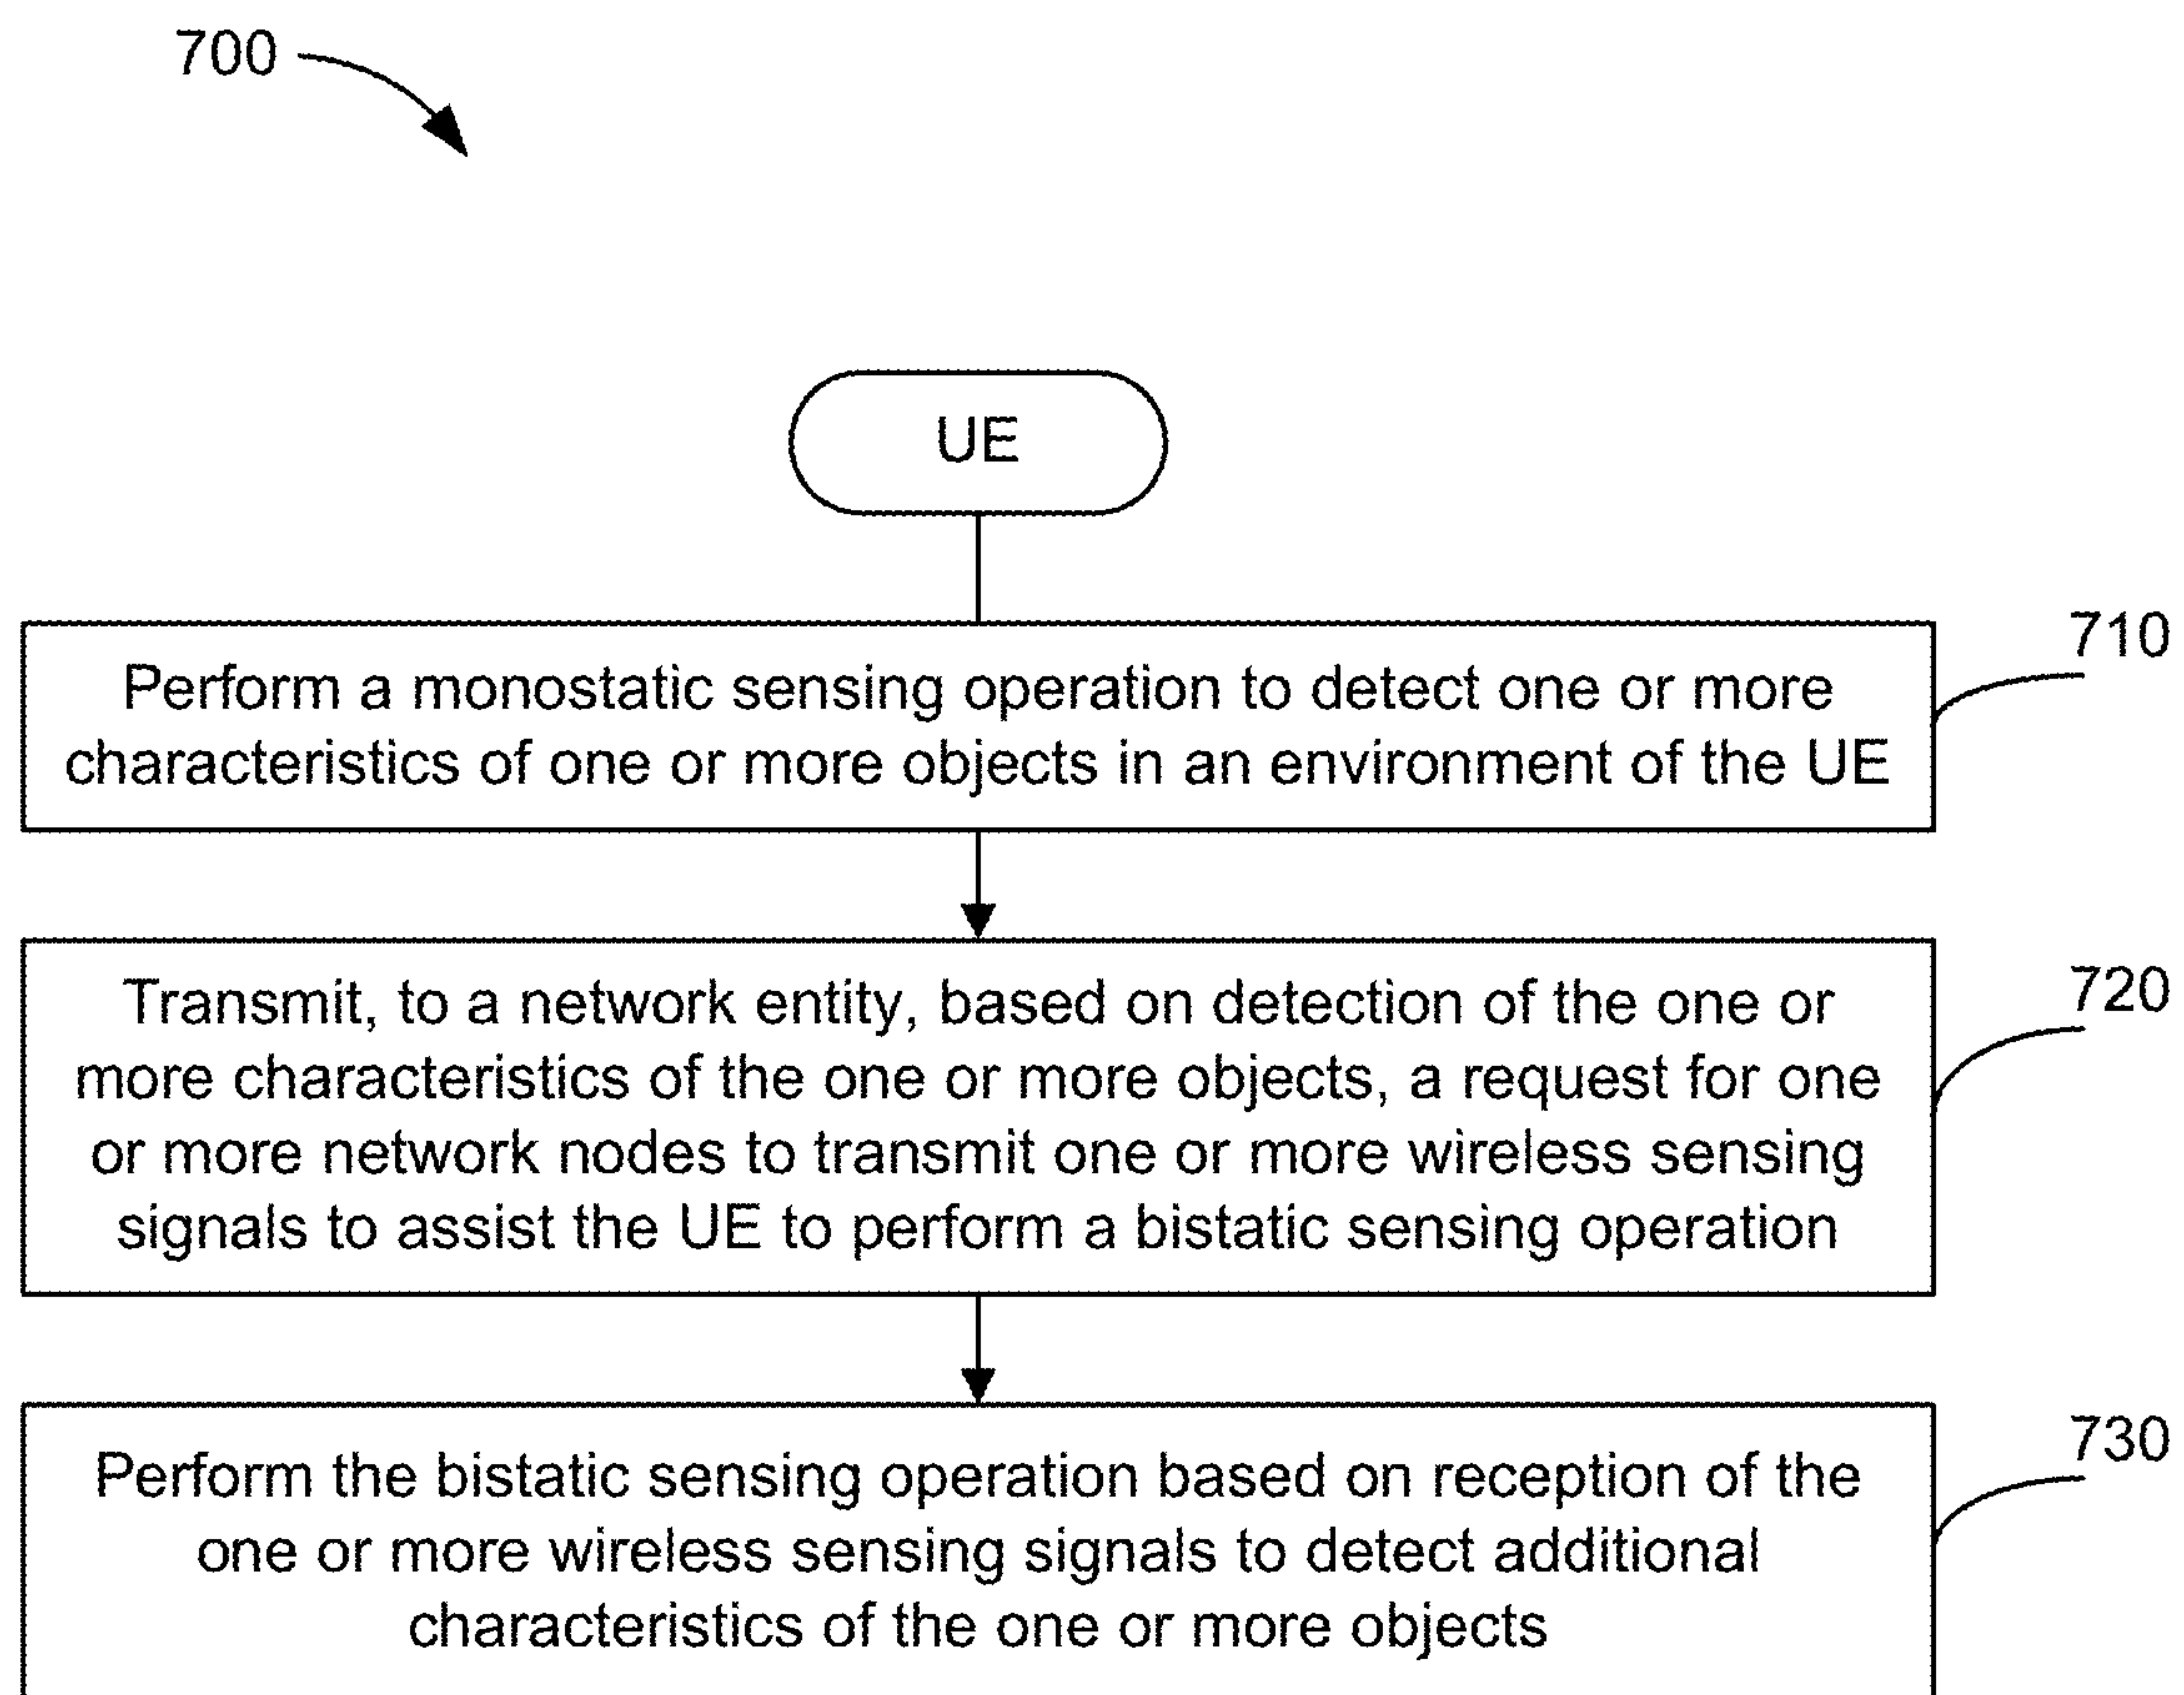 700
UE
710
Perform a monostatic sensing operation to detect one or more
characteristics of one or more objects in an environment of the UE
720
Transmit, to a network entity, based on detection of the one or
more characteristics of the one or more objects, a request for one
or more network nodes to transmit one or more wireless sensing
signals to assist the UE to perform a bistatic sensing operation
730
Perform the bistatic sensing operation based on reception of the
one or more wireless sensing signals to detect additional
characteristics of the one or more objects